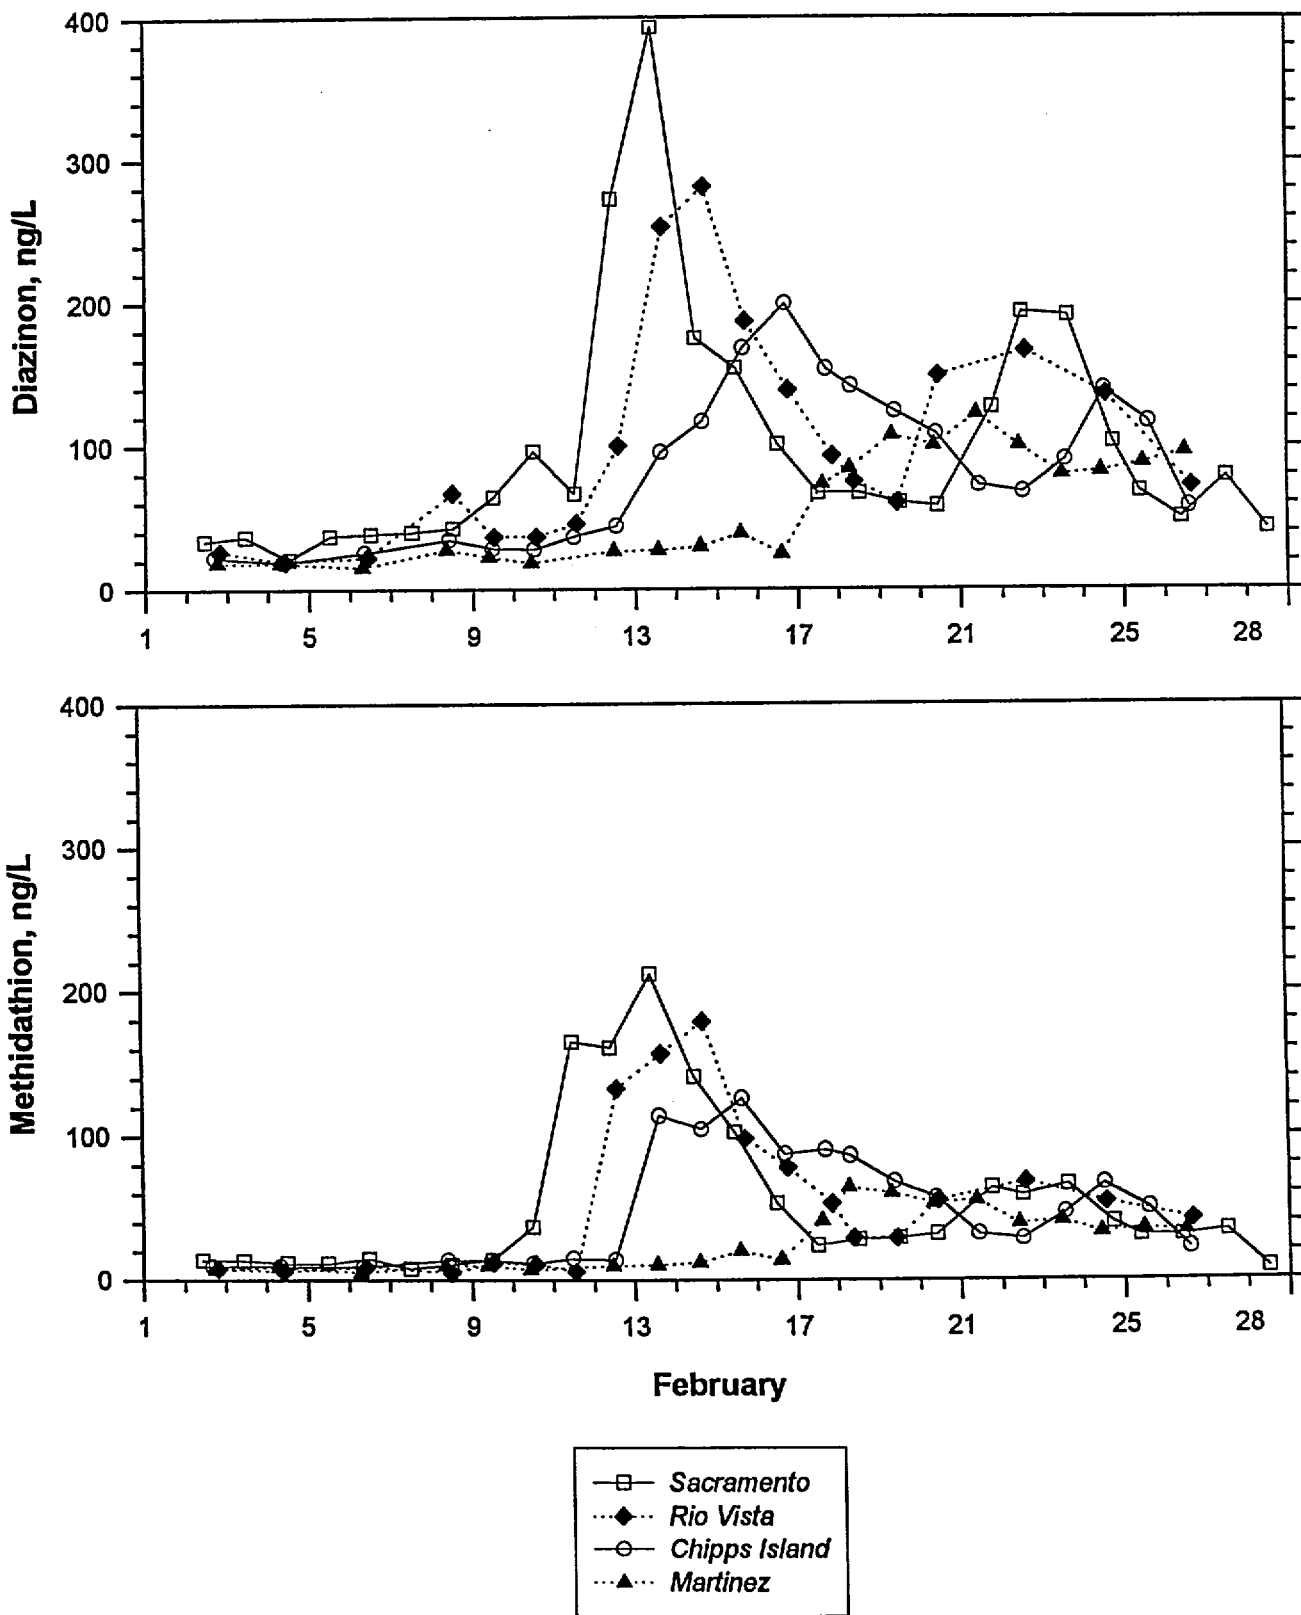 400
300
200
100
0
Diazinon, ng/L
1 5 9 13 17 21 25 28
400
300
200
100
0
Methidathion, ng/L
1 5 9 13 17 21 25 28
February
Sacramento
Rio Vista
Chipps Island
Martinez